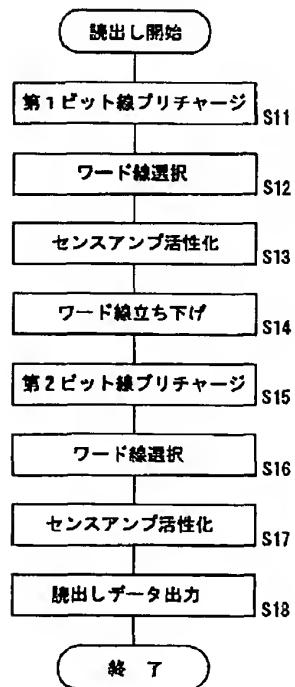 読出し開始
第1ビット線プリチャージ
S11
ワード線選択
S12
センスアンプ活性化
S13
ワード線立ち下げ
S14
第2ビット線プリチャージ
S15
ワード線選択
S16
センスアンプ活性化
S17
読出しデータ出力
S18
終 了